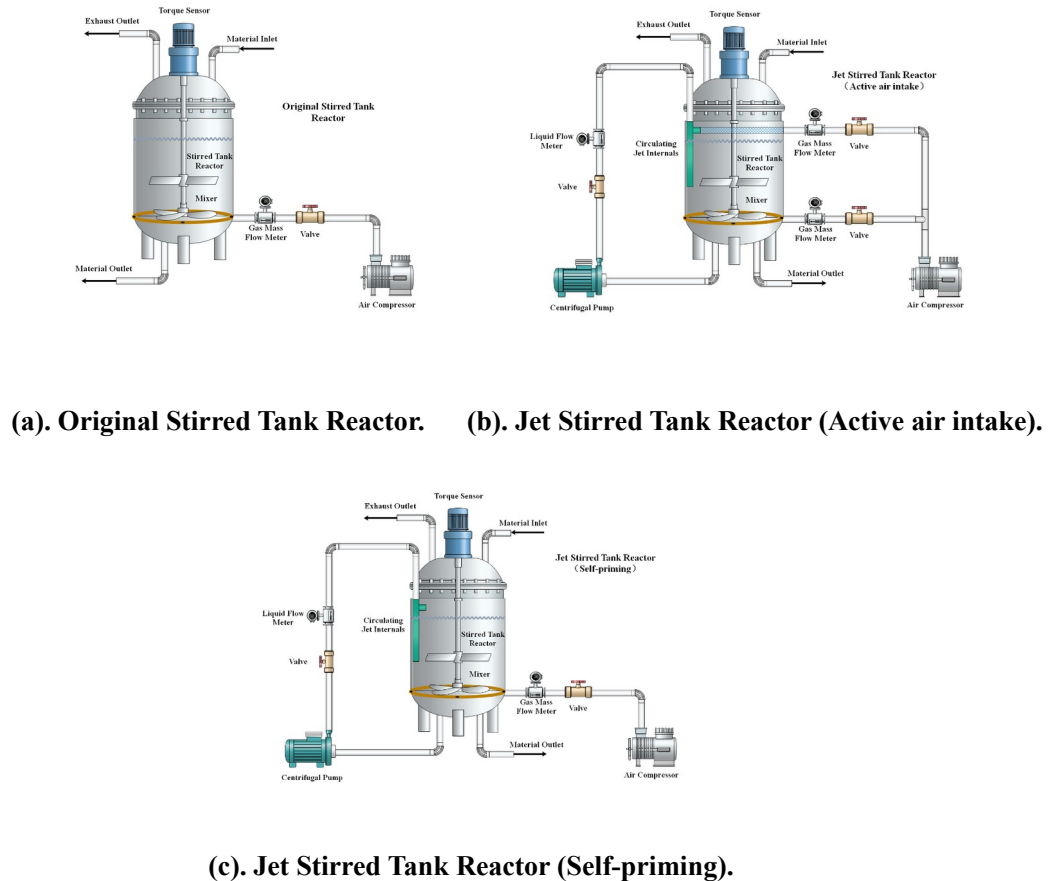 Torque Sensor
Exhaust Outlet
Material Inlet
Original Stirred Tank
Reactor
Stirred Tank
Reactor
Mixer
Gas Mass
Flow Meter
Valve
Material Outlet
Air Compressor
Torque Sensor
Exhaust Outlet
Material Inlet
Jet Stirred Tank Reactor
（Active air intake）
Liquid Flow
Meter
Circulating
Jet Internals
Gas Mass
Flow Meter
Valve
Stirred Tank
Reactor
Valve
Mixer
Gas Mass
Flow Meter
Valve
Material Outlet
Centrifugal Pump
Air Compressor
(a). Original Stirred Tank Reactor.
(b). Jet Stirred Tank Reactor (Active air intake).
Torque Sensor
Exhaust Outlet
Material Inlet
Jet Stirred Tank Reactor
（Self-priming）
Liquid Flow
Meter
Circulating
Jet Internals
Stirred Tank
Reactor
Valve
Mixer
Gas Mass
Flow Meter
Valve
Material Outlet
Centrifugal Pump
Air Compressor
(c). Jet Stirred Tank Reactor (Self-priming).